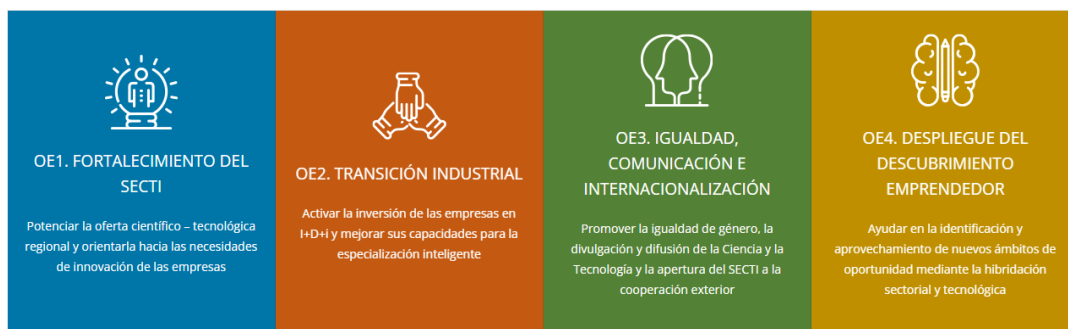 OE1. FORTALECIMIENTO DEL
SECTI
Potenciar la oferta científico – tecnológica
regional y orientarla hacia las necesidades
de innovación de las empresas
OE2. TRANSICIÓN INDUSTRIAL
Activar la inversión de las empresas en
I+D+i y mejorar sus capacidades para la
especialización inteligente
OE3. IGUALDAD,
COMUNICACIÓN E
INTERNACIONALIZACIÓN
Promover la igualdad de género, la
divulgación y difusión de la Ciencia y la
Tecnología y la apertura del SECTI a la
cooperación exterior
OE4. DESPLIEGUE DEL
DESCUBRIMIENTO
EMPRENDEDOR
Ayudar en la identificación y
aprovechamiento de nuevos ámbitos de
oportunidad mediante la hibridación
sectorial y tecnológica